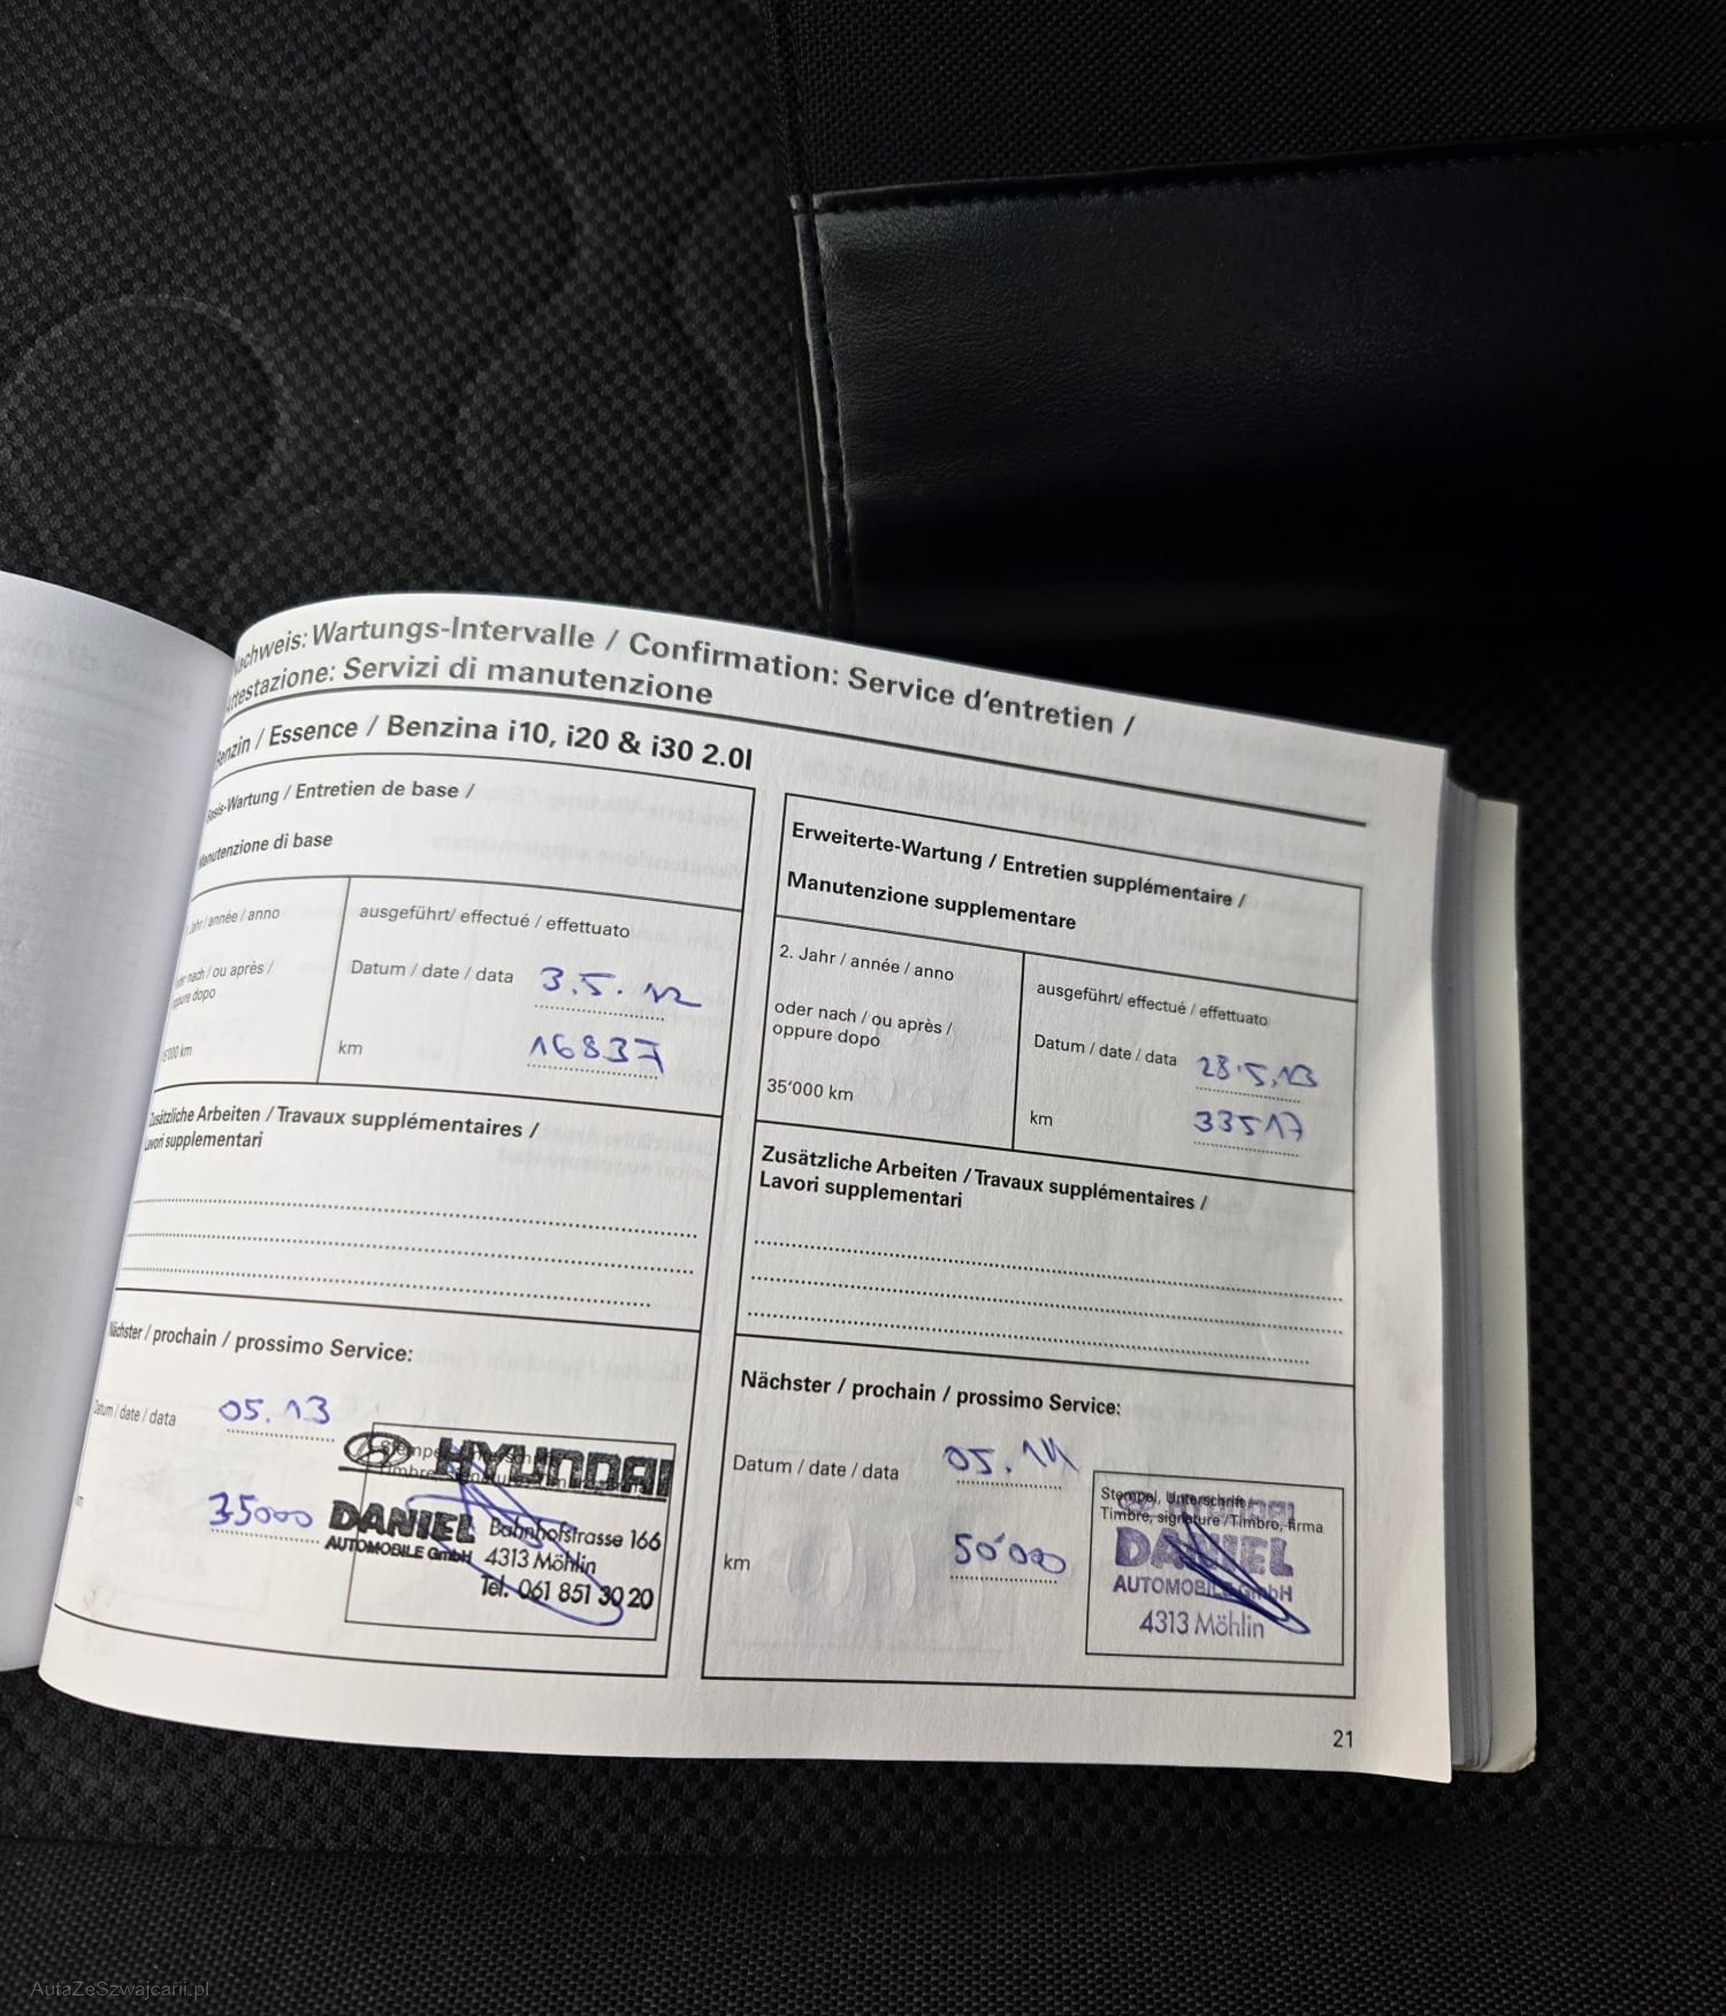 Nachweis: Wartungs-Intervalle / Confirmation: Service d'entretien /
Attestazione: Servizi di manutenzione
Benzin / Essence / Benzina i10, i20 & i30 2.0l
Basis-Wartung / Entretien de base /
Manutenzione di base
Jahr / année / anno
oder nach / ou après /
oppure dopo
15'000 km
ausgeführt/ effectué / effettuato
Datum / date / data 3.5.12
km 16837
Zusätzliche Arbeiten / Travaux supplémentaires /
Lavori supplementari
Nächster / prochain / prossimo Service:
Datum / date / data 05.13
35000
HYUNDAI
DANIEL Bahnhofstrasse 166
AUTOMOBILE GmbH 4313 Möhlin
Tel. 061 851 30 20
Erweiterte-Wartung / Entretien supplémentaire /
Manutenzione supplementare
2. Jahr / année / anno
oder nach / ou après /
oppure dopo
35'000 km
ausgeführt/ effectué / effettuato
Datum / date / data 28.5.13
km 33517
Zusätzliche Arbeiten / Travaux supplémentaires /
Lavori supplementari
Nächster / prochain / prossimo Service:
Datum / date / data 05.14
km 50'000
Stempel, Unterschrift /
Timbre, signature / Timbro, firma
HYUNDAI
DANIEL
AUTOMOBILE GmbH
4313 Möhlin
21
AutaZeSzwajcarii.pl